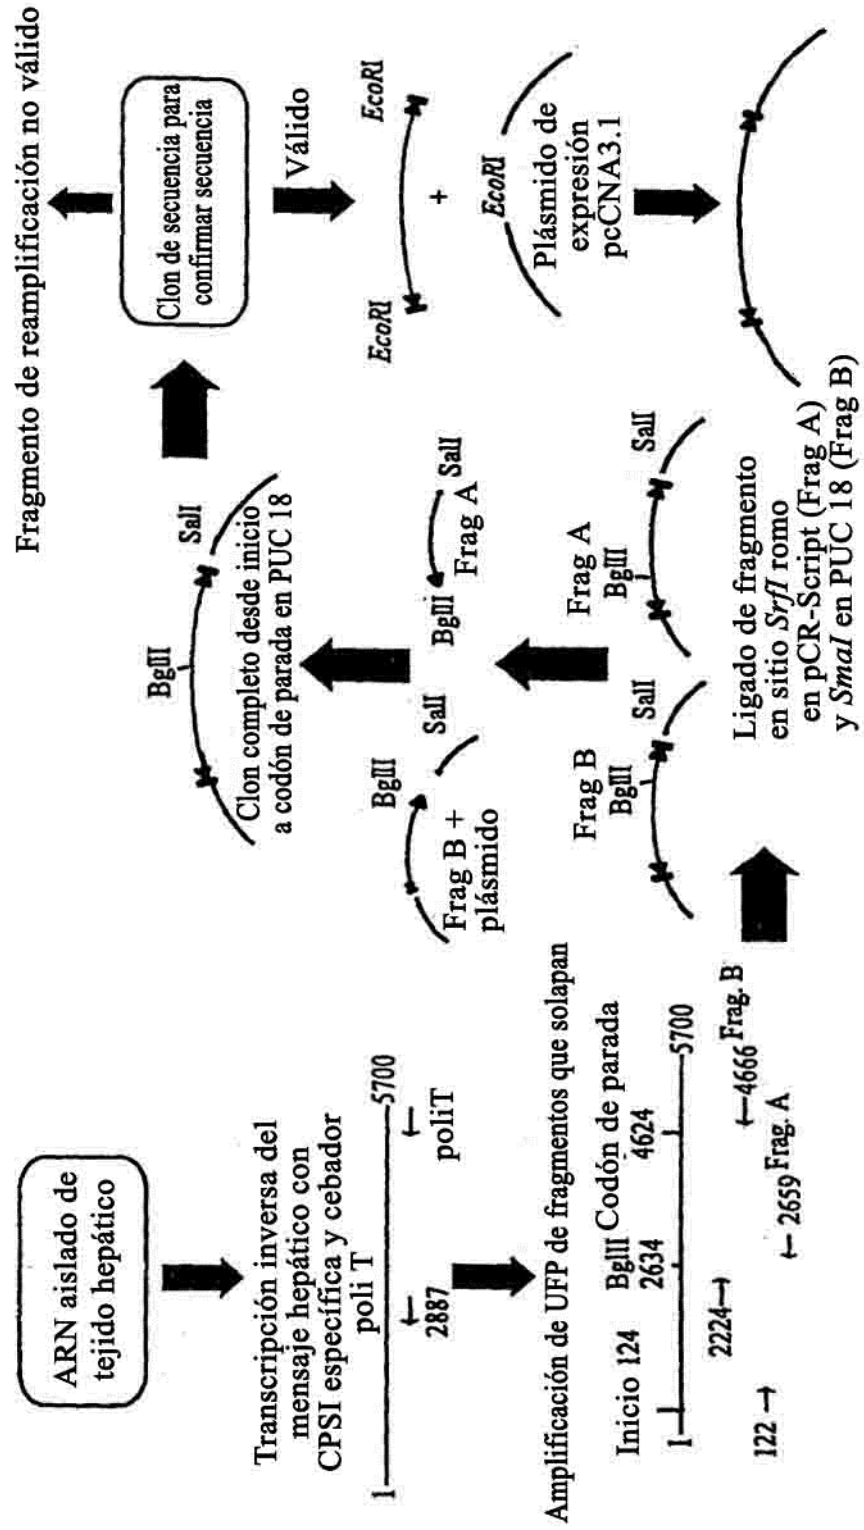 ARN aislado de
tejido hepático
Transcripción inversa del
mensaje hepático con
CPSI específica y cebador
poli T
1
5700
2887
poliT
Amplificación de UFP de fragmentos que solapan
Inicio 124
BglII
2634
Codón de parada
4624
1
5700
2224
4666 Frag. B
122
2659 Frag. A
Frag B
BglII
SalI
Frag A
BglII
SalI
Ligado de fragmento
en sitio SrfI romo
en pCR-Script (Frag A)
y SmaI en PUC 18 (Frag B)
BglII
SalI
Frag B +
plásmido
BglII
SalI
Frag A
BglII
SalI
Clon completo desde inicio
a codón de parada en PUC 18
Clon de secuencia para
confirmar secuencia
Fragmento de reamplificación no válido
Válido
EcoRI
EcoRI
+
EcoRI
Plásmido de
expresión
pcCNA3.1